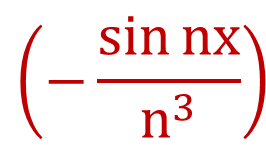 (− sin nx / n³)